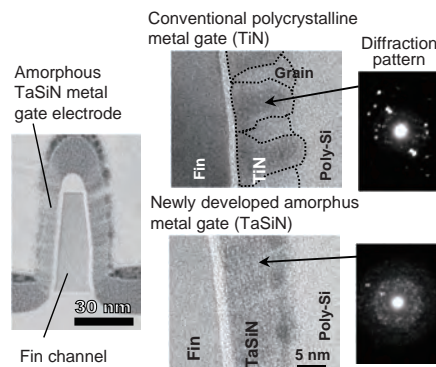 Conventional polycrystalline
metal gate (TiN)
Diffraction
pattern
Amorphous
TaSiN metal
gate electrode
Grain
Fin
TiN
Poly-Si
Newly developed amorphus
metal gate (TaSiN)
30 nm
Fin channel
Fin
TaSiN
Poly-Si
5 nm